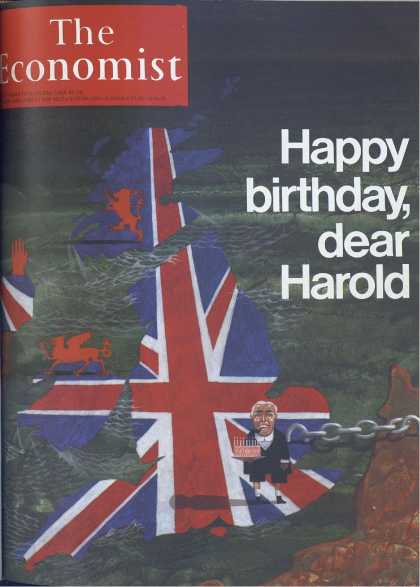 The
Economist
Happy
birthday,
dear
Harold